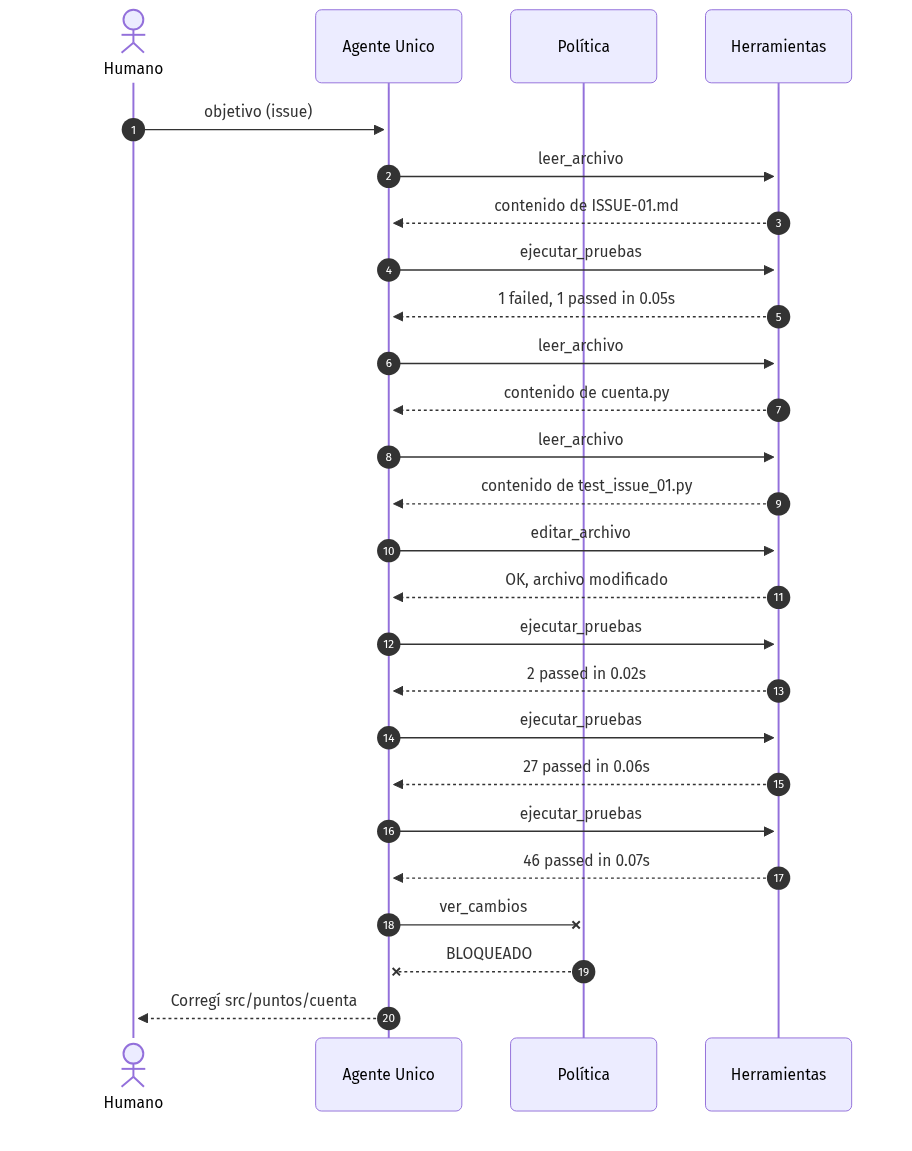 Humano
Agente Unico
Política
Herramientas
1
objetivo (issue)
2
leer_archivo
contenido de ISSUE-01.md
3
4
ejecutar_pruebas
1 failed, 1 passed in 0.05s
5
6
leer_archivo
contenido de cuenta.py
7
8
leer_archivo
contenido de test_issue_01.py
9
10
editar_archivo
OK, archivo modificado
11
12
ejecutar_pruebas
2 passed in 0.02s
13
14
ejecutar_pruebas
27 passed in 0.06s
15
16
ejecutar_pruebas
46 passed in 0.07s
17
18
ver_cambios
BLOQUEADO
19
Corregí src/puntos/cuenta
20
Humano
Agente Unico
Política
Herramientas